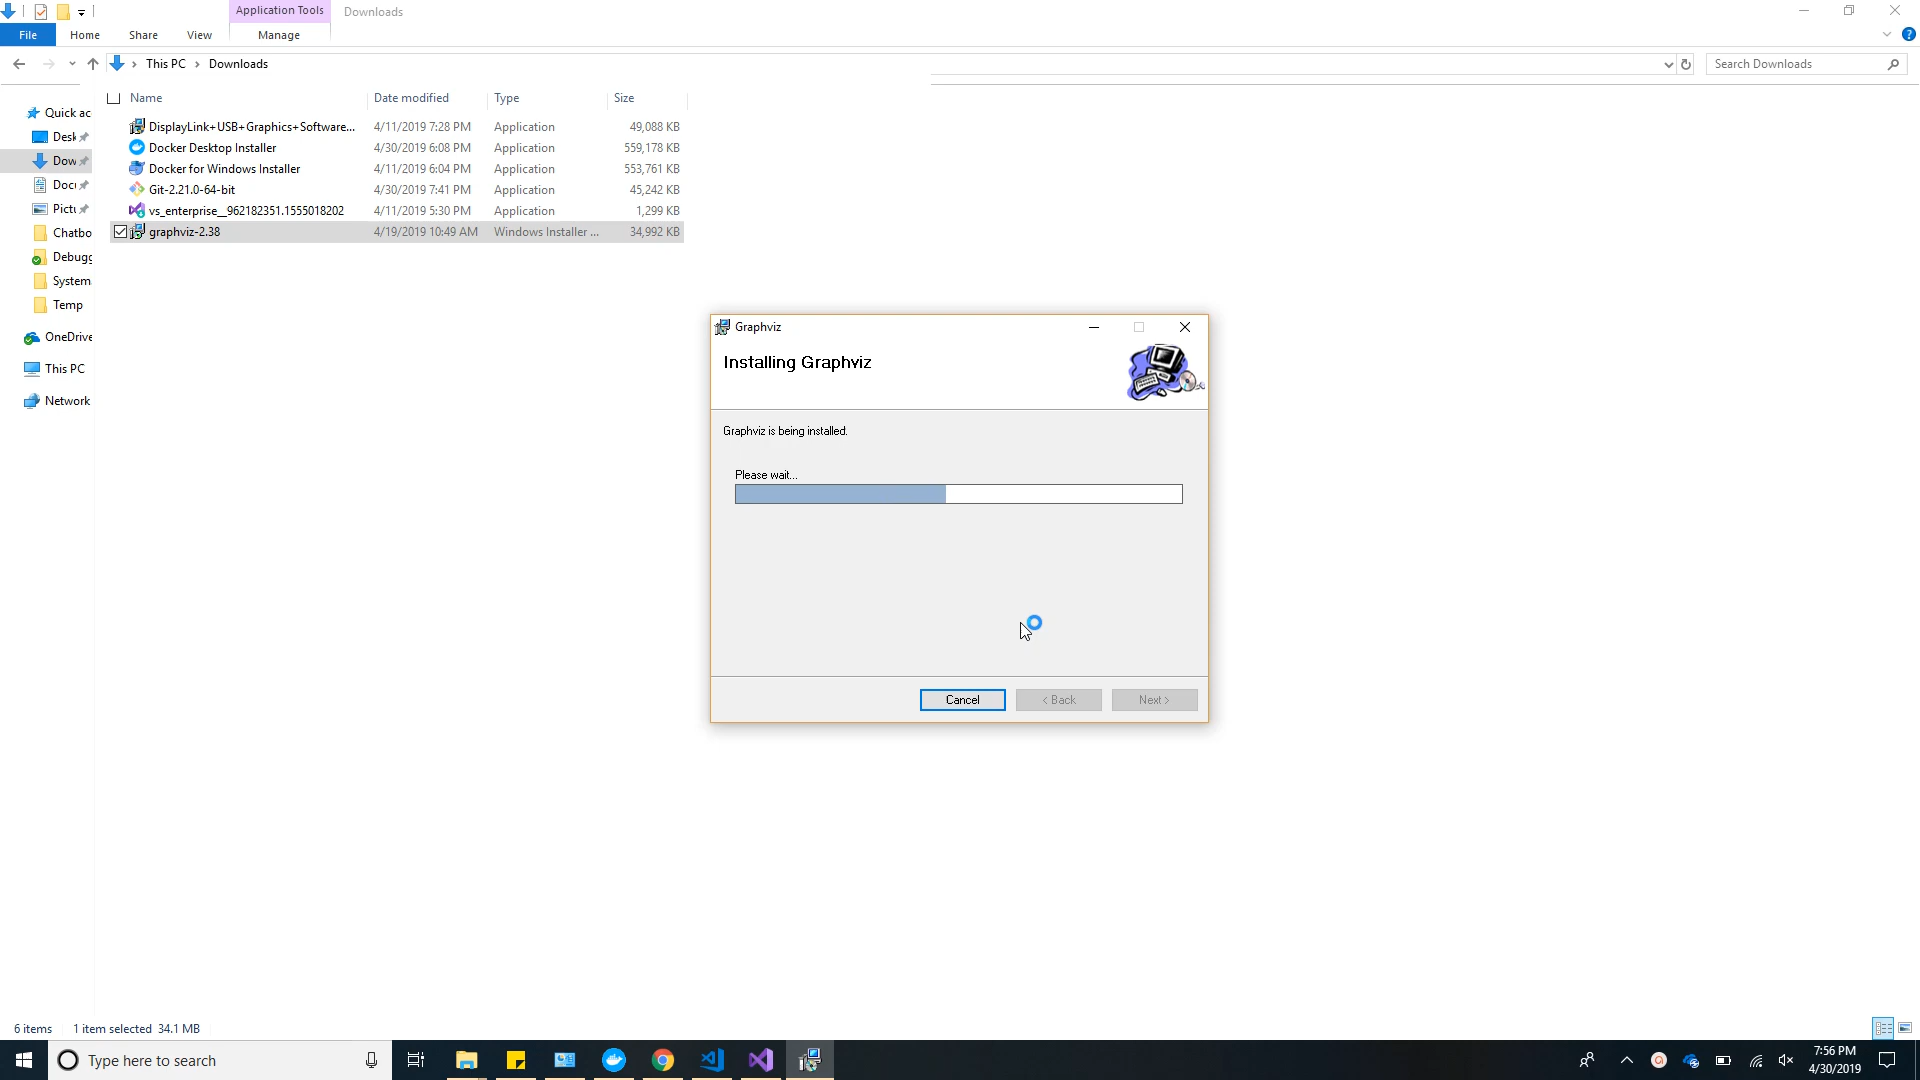 Application Tools
Downloads
File
Home
Share
View
Manage
This PC
Downloads
Search Downloads
Name
Date modified
Type
Size
Quick ac
Desk
Dow
Docu
Pictu
Chatbo
Debugg
System
Temp
OneDrive
This PC
Network
DisplayLink+USB+Graphics+Software... 4/11/2019 7:28 PM Application 49,088 KB
Docker Desktop Installer 4/30/2019 6:08 PM Application 559,178 KB
Docker for Windows Installer 4/11/2019 6:04 PM Application 553,761 KB
Git-2.21.0-64-bit 4/30/2019 7:41 PM Application 45,242 KB
vs_enterprise__962182351.1555018202 4/11/2019 5:30 PM Application 1,299 KB
graphviz-2.38 4/19/2019 10:49 AM Windows Installer ... 34,992 KB
Graphviz
Installing Graphviz
Graphviz is being installed.
Please wait...
Cancel
< Back
Next >
6 items 1 item selected 34.1 MB
Type here to search
7:56 PM
4/30/2019